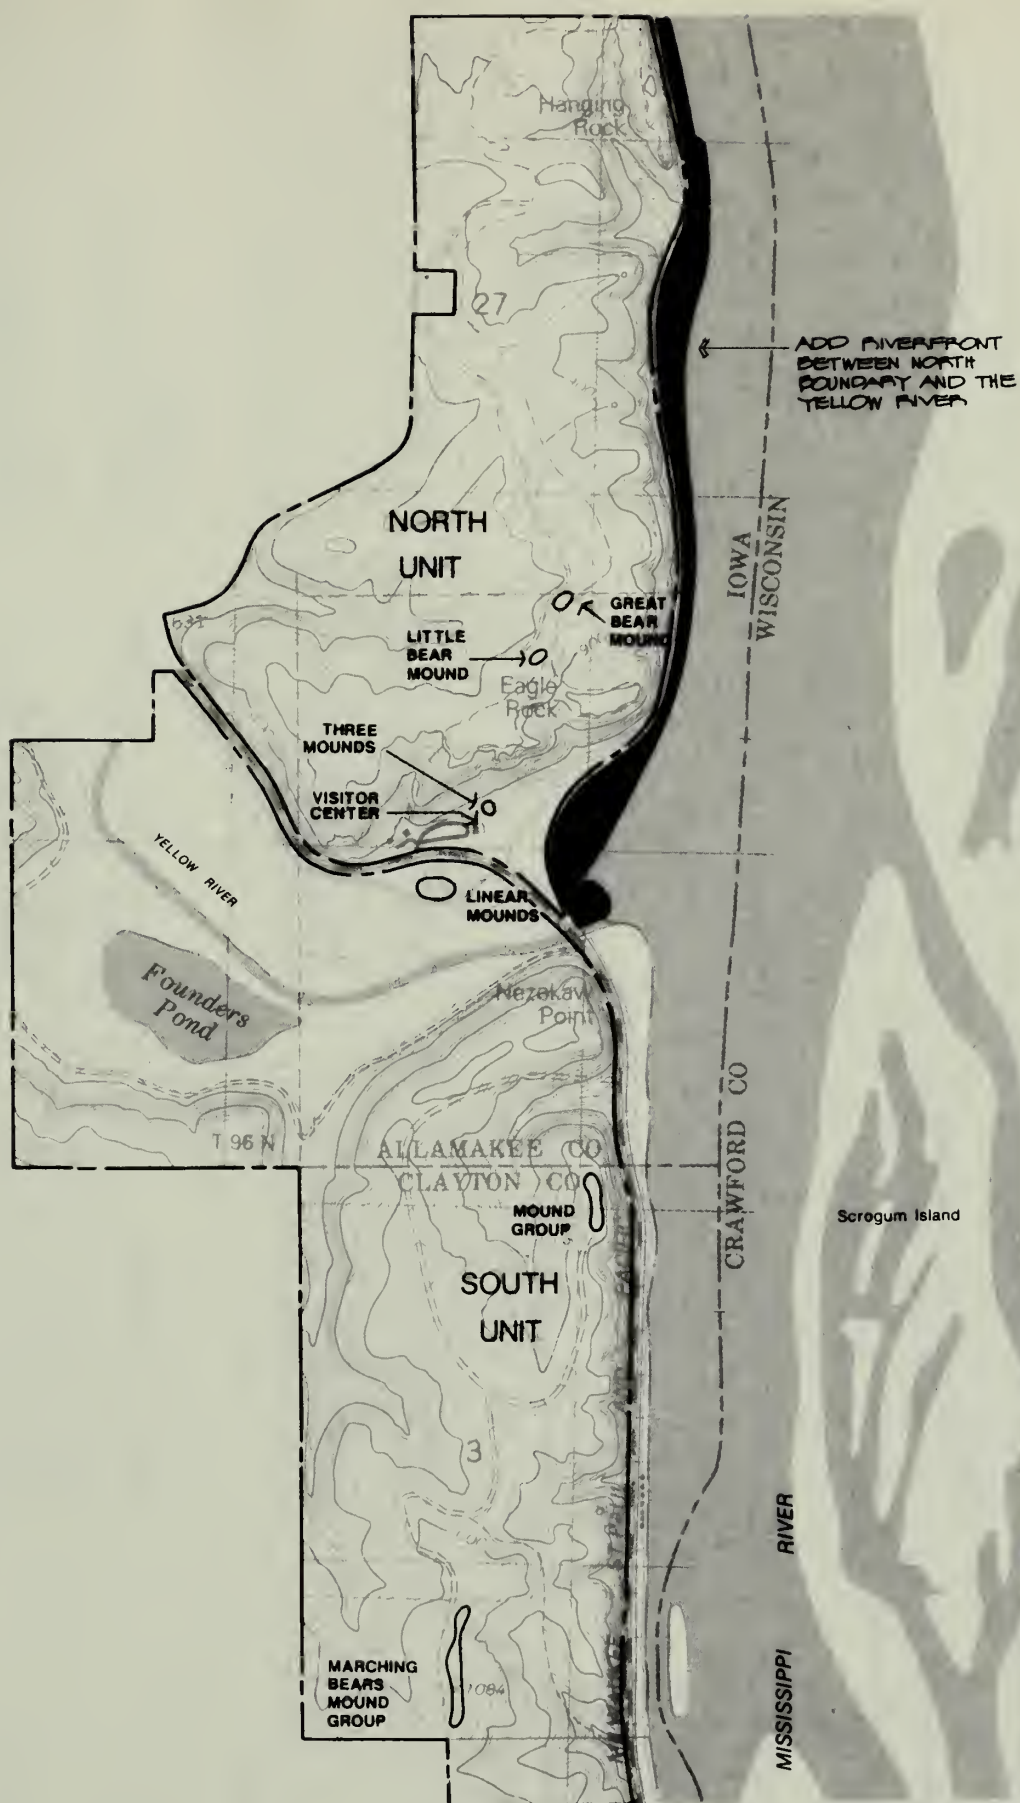 Hanging
Rock
27
ADD RIVERFRONT
BETWEEN NORTH
BOUNDARY AND THE
YELLOW RIVER
NORTH
UNIT
IOWA
WISCONSIN
GREAT
BEAR
MOUND
LITTLE
BEAR
MOUND
Eagle
Rock
THREE
MOUNDS
VISITOR
CENTER
YELLOW RIVER
LINEAR
MOUNDS
Founders
Pond
Nezekaw
Point
T 96 N
ALLAMAKEE CO
CLAYTON CO
CRAWFORD CO
MOUND
GROUP
Scrogum Island
SOUTH
UNIT
3
MARCHING
BEARS
MOUND
GROUP
1084
MISSISSIPPI RIVER